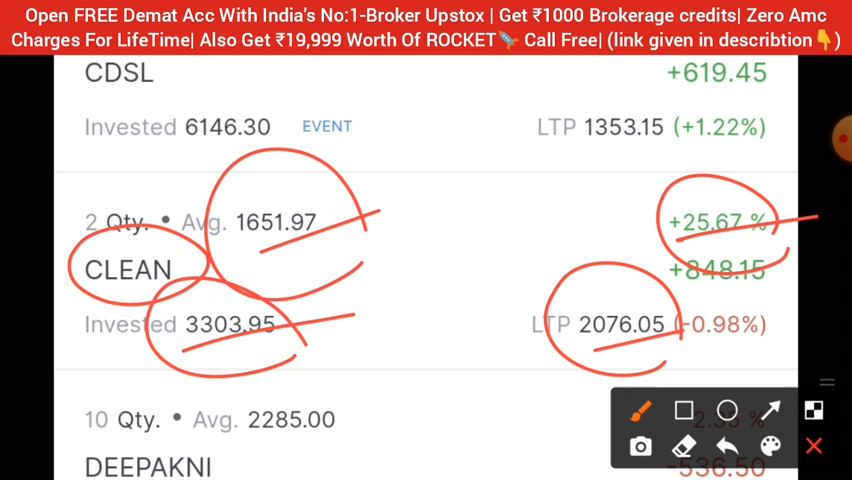 Open FREE Demat Acc With India's No:1-Broker Upstox | Get ₹1000 Brokerage credits| Zero Amc
Charges For LifeTime| Also Get ₹19,999 Worth Of ROCKET🚀 Call Free| (link given in describtion👇)
CDSL +619.45
Invested 6146.30 EVENT LTP 1353.15 (+1.22%)
2 Qty. • Avg. 1651.97 +25.67 %
CLEAN +848.15
Invested 3303.95 LTP 2076.05 (-0.98%)
10 Qty. • Avg. 2285.00
DEEPAKNI -536.50